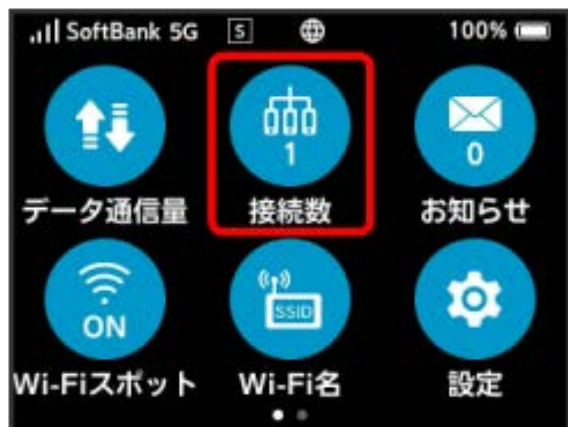 SoftBank 5G S 100%
1 0
データ通信量 接続数 お知らせ
ON SSID
Wi-Fiスポット Wi-Fi名 設定